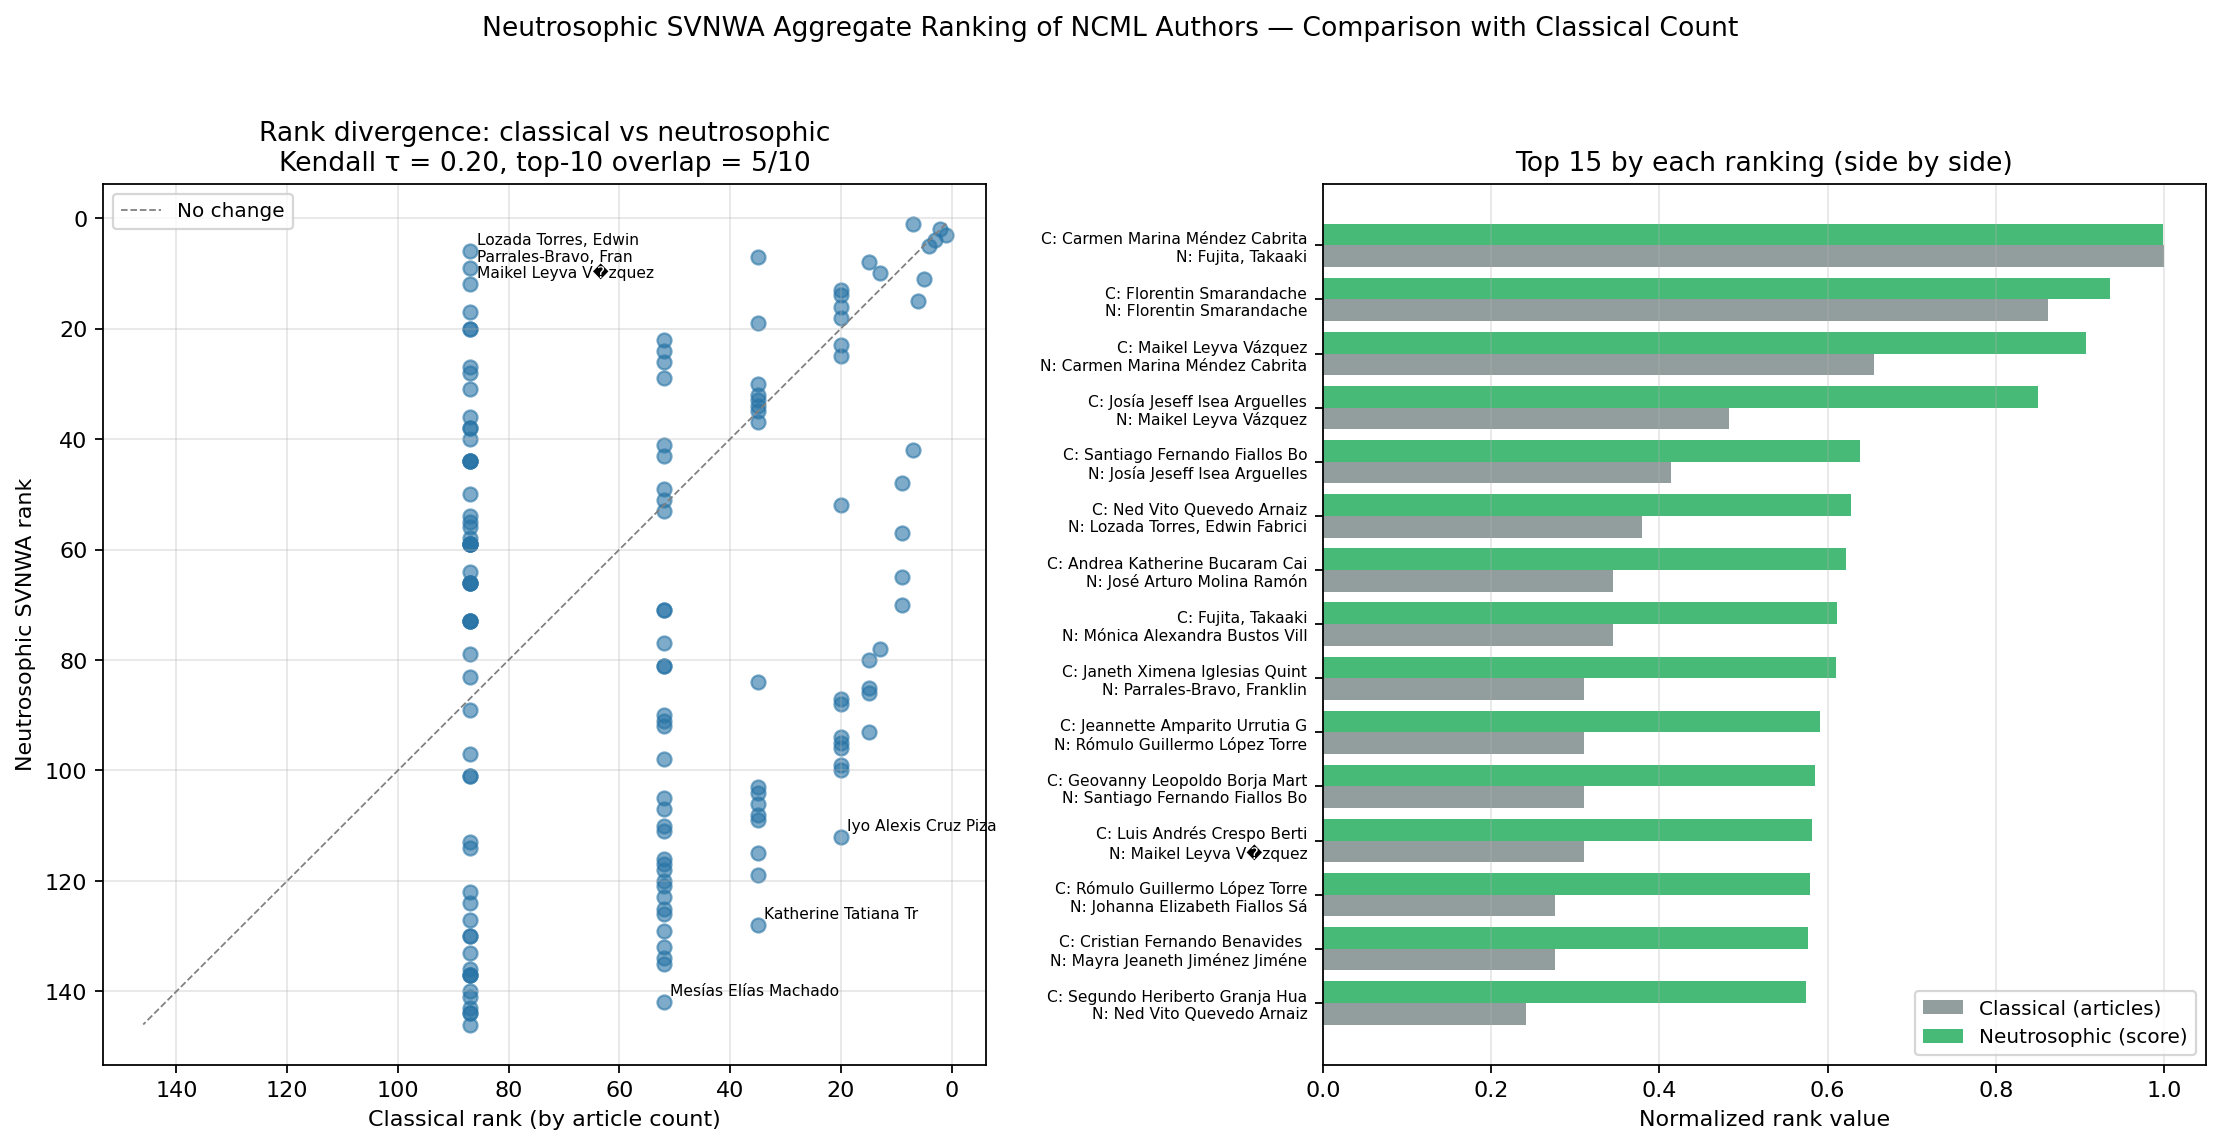 Neutrosophic SVNWA Aggregate Ranking of NCML Authors — Comparison with Classical Count
Rank divergence: classical vs neutrosophic
Kendall τ = 0.20, top-10 overlap = 5/10
No change
Lozada Torres, Edwin
Parrales-Bravo, Fran
Maikel Leyva V�zquez
Iyo Alexis Cruz Piza
Katherine Tatiana Tr
Mesías Elías Machado
0
20
40
60
80
100
120
140
Neutrosophic SVNWA rank
140 120 100 80 60 40 20 0
Classical rank (by article count)
Top 15 by each ranking (side by side)
C: Carmen Marina Méndez Cabrita
N: Fujita, Takaaki
C: Florentin Smarandache
N: Florentin Smarandache
C: Maikel Leyva Vázquez
N: Carmen Marina Méndez Cabrita
C: Josía Jeseff Isea Arguelles
N: Maikel Leyva Vázquez
C: Santiago Fernando Fiallos Bo
N: Josía Jeseff Isea Arguelles
C: Ned Vito Quevedo Arnaiz
N: Lozada Torres, Edwin Fabrici
C: Andrea Katherine Bucaram Cai
N: José Arturo Molina Ramón
C: Fujita, Takaaki
N: Mónica Alexandra Bustos Vill
C: Janeth Ximena Iglesias Quint
N: Parrales-Bravo, Franklin
C: Jeannette Amparito Urrutia G
N: Rómulo Guillermo López Torre
C: Geovanny Leopoldo Borja Mart
N: Santiago Fernando Fiallos Bo
C: Luis Andrés Crespo Berti
N: Maikel Leyva V�zquez
C: Rómulo Guillermo López Torre
N: Johanna Elizabeth Fiallos Sá
C: Cristian Fernando Benavides
N: Mayra Jeaneth Jiménez Jiméne
C: Segundo Heriberto Granja Hua
N: Ned Vito Quevedo Arnaiz
Classical (articles)
Neutrosophic (score)
0.0 0.2 0.4 0.6 0.8 1.0
Normalized rank value